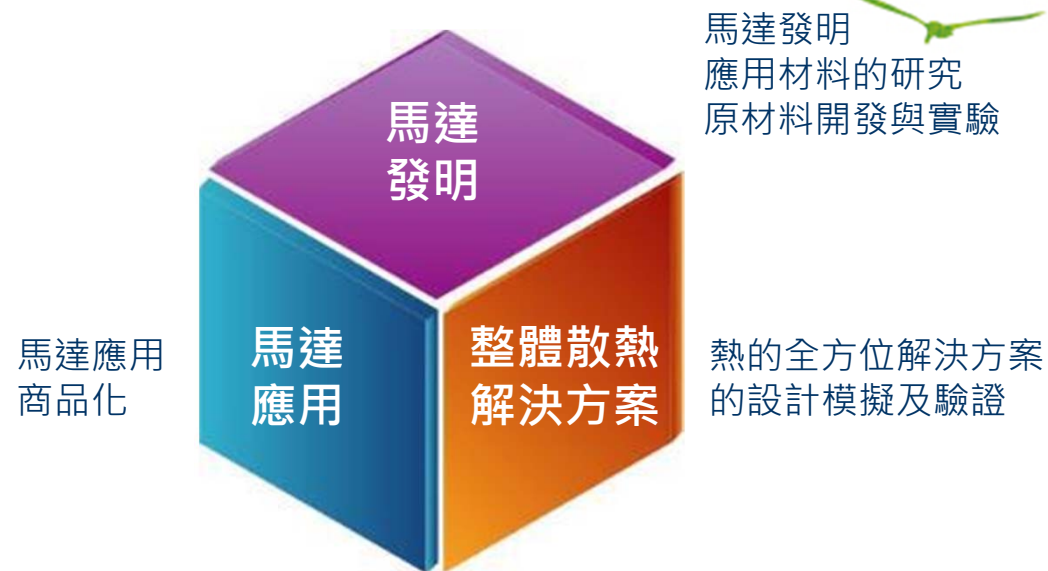 馬達發明
應用材料的研究
原材料開發與實驗
馬達
發明
馬達應用
商品化
馬達
應用
整體散熱
解決方案
熱的全方位解決方案
的設計模擬及驗證